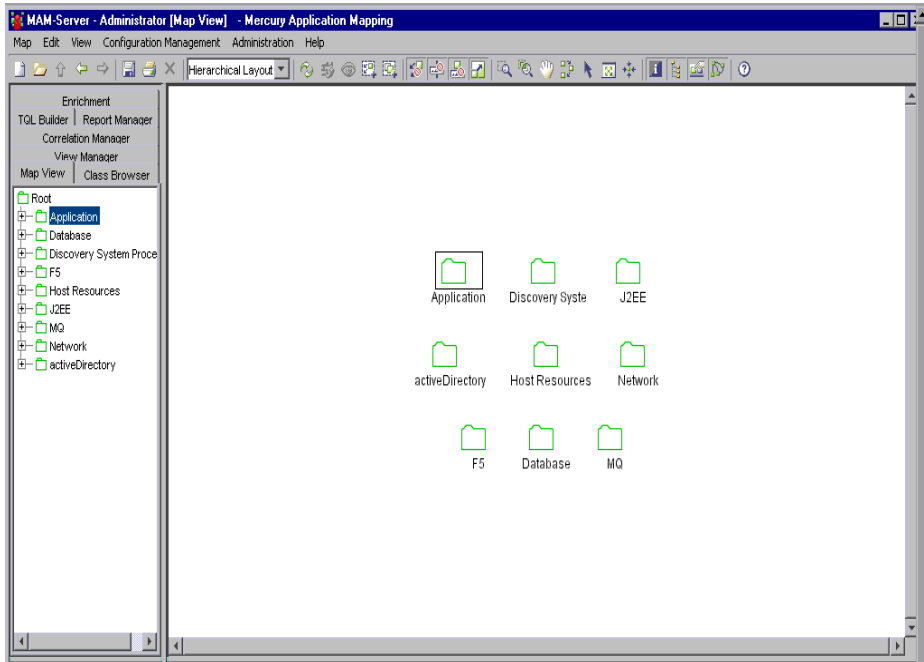 MAM-Server - Administrator [Map View] - Mercury Application Mapping
Map Edit View Configuration Management Administration Help
Hierarchical Layout
Enrichment
TQL Builder Report Manager
Correlation Manager
View Manager
Map View Class Browser
Root
Application
Database
Discovery System Proce
F5
Host Resources
J2EE
MQ
Network
activeDirectory
Application Discovery Syste J2EE
activeDirectory Host Resources Network
F5 Database MQ